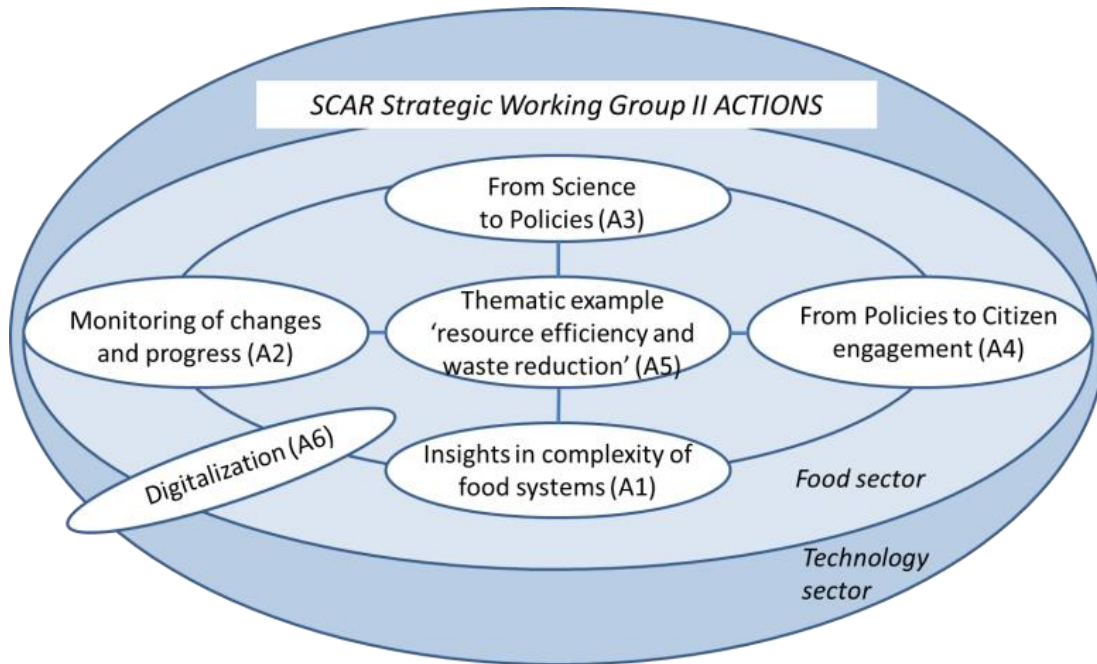 SCAR Strategic Working Group II ACTIONS
From Science
to Policies (A3)
Monitoring of changes
and progress (A2)
Thematic example
‘resource efficiency and
waste reduction’ (A5)
From Policies to Citizen
engagement (A4)
Digitalization (A6)
Insights in complexity of
food systems (A1)
Food sector
Technology
sector